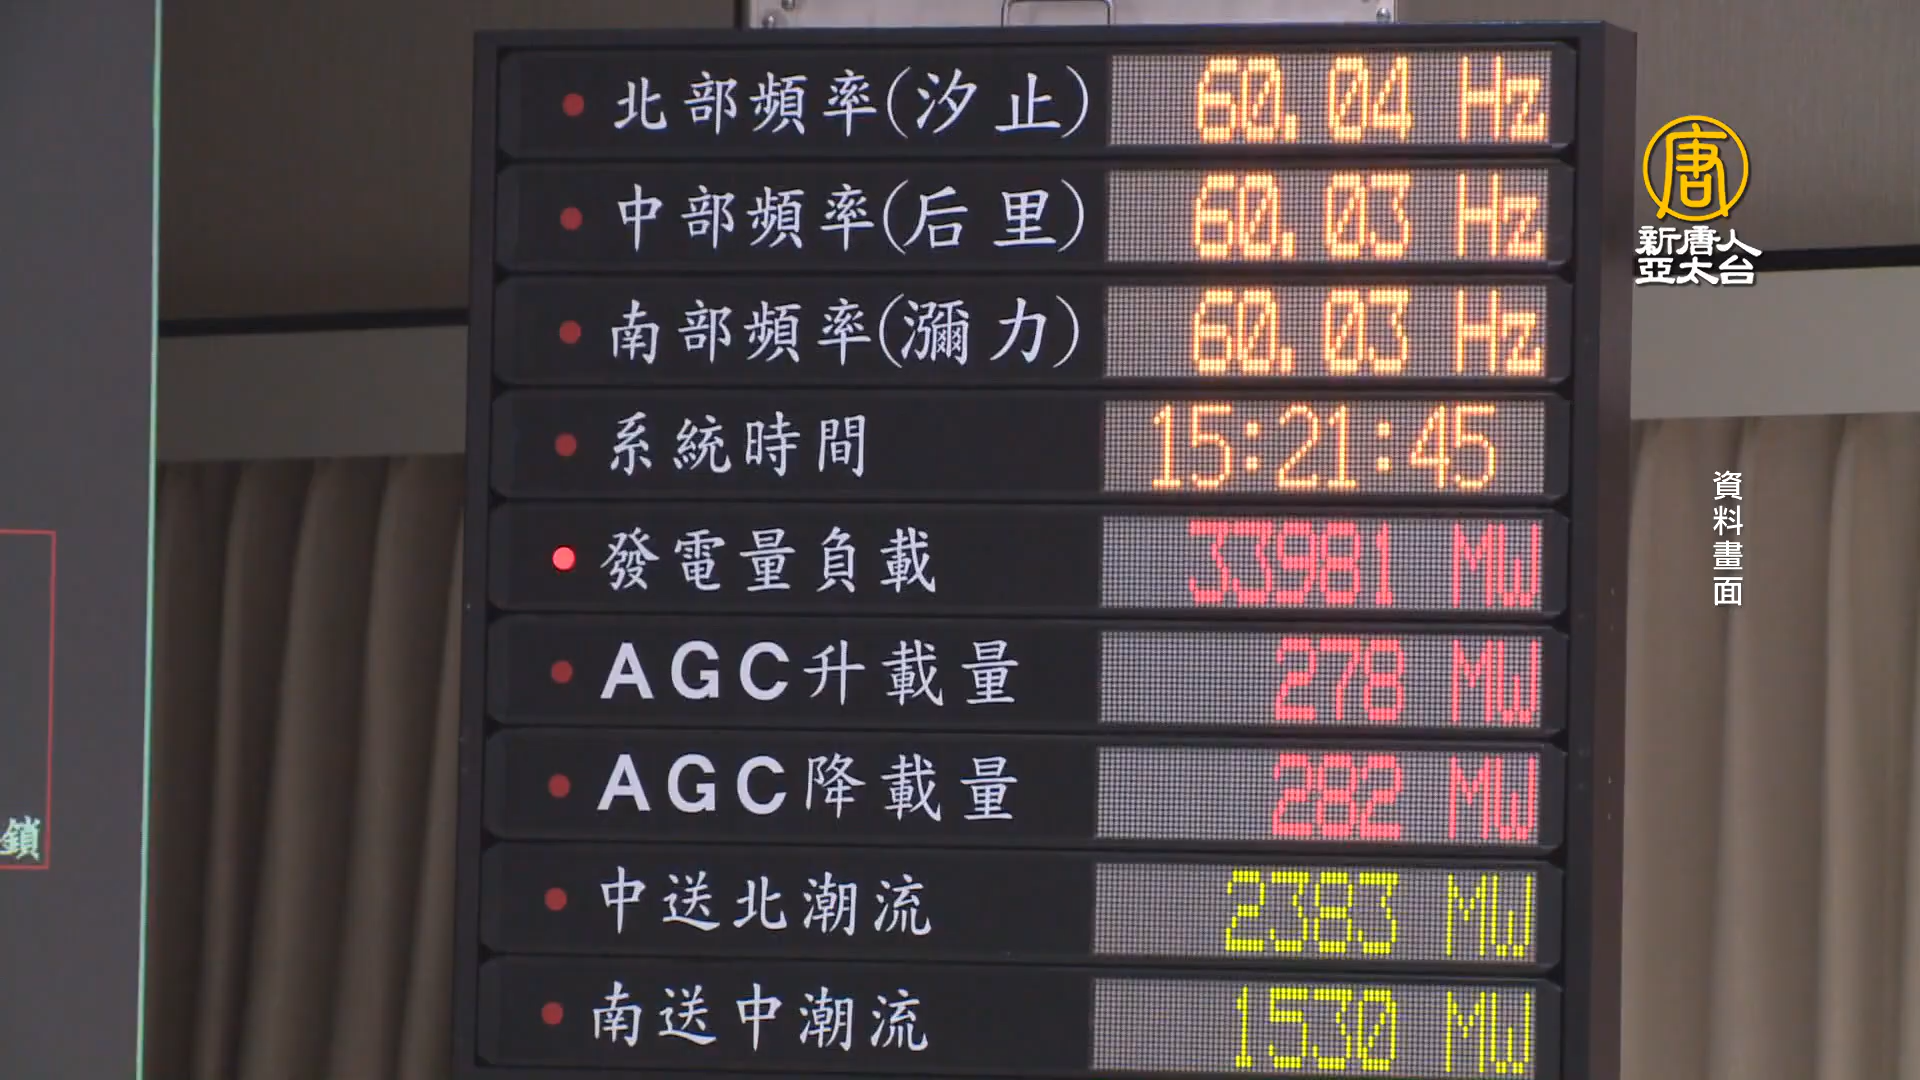 北部頻率(汐止) 60.04 Hz
中部頻率(后里) 60.03 Hz
南部頻率(瀰力) 60.03 Hz
系統時間 15:21:45
發電量負載 33981 MW
AGC升載量 278 MW
AGC降載量 282 MW
中送北潮流 2383 MW
南送中潮流 1530 MW
鎖
唐
新唐人
亞太台
資料畫面